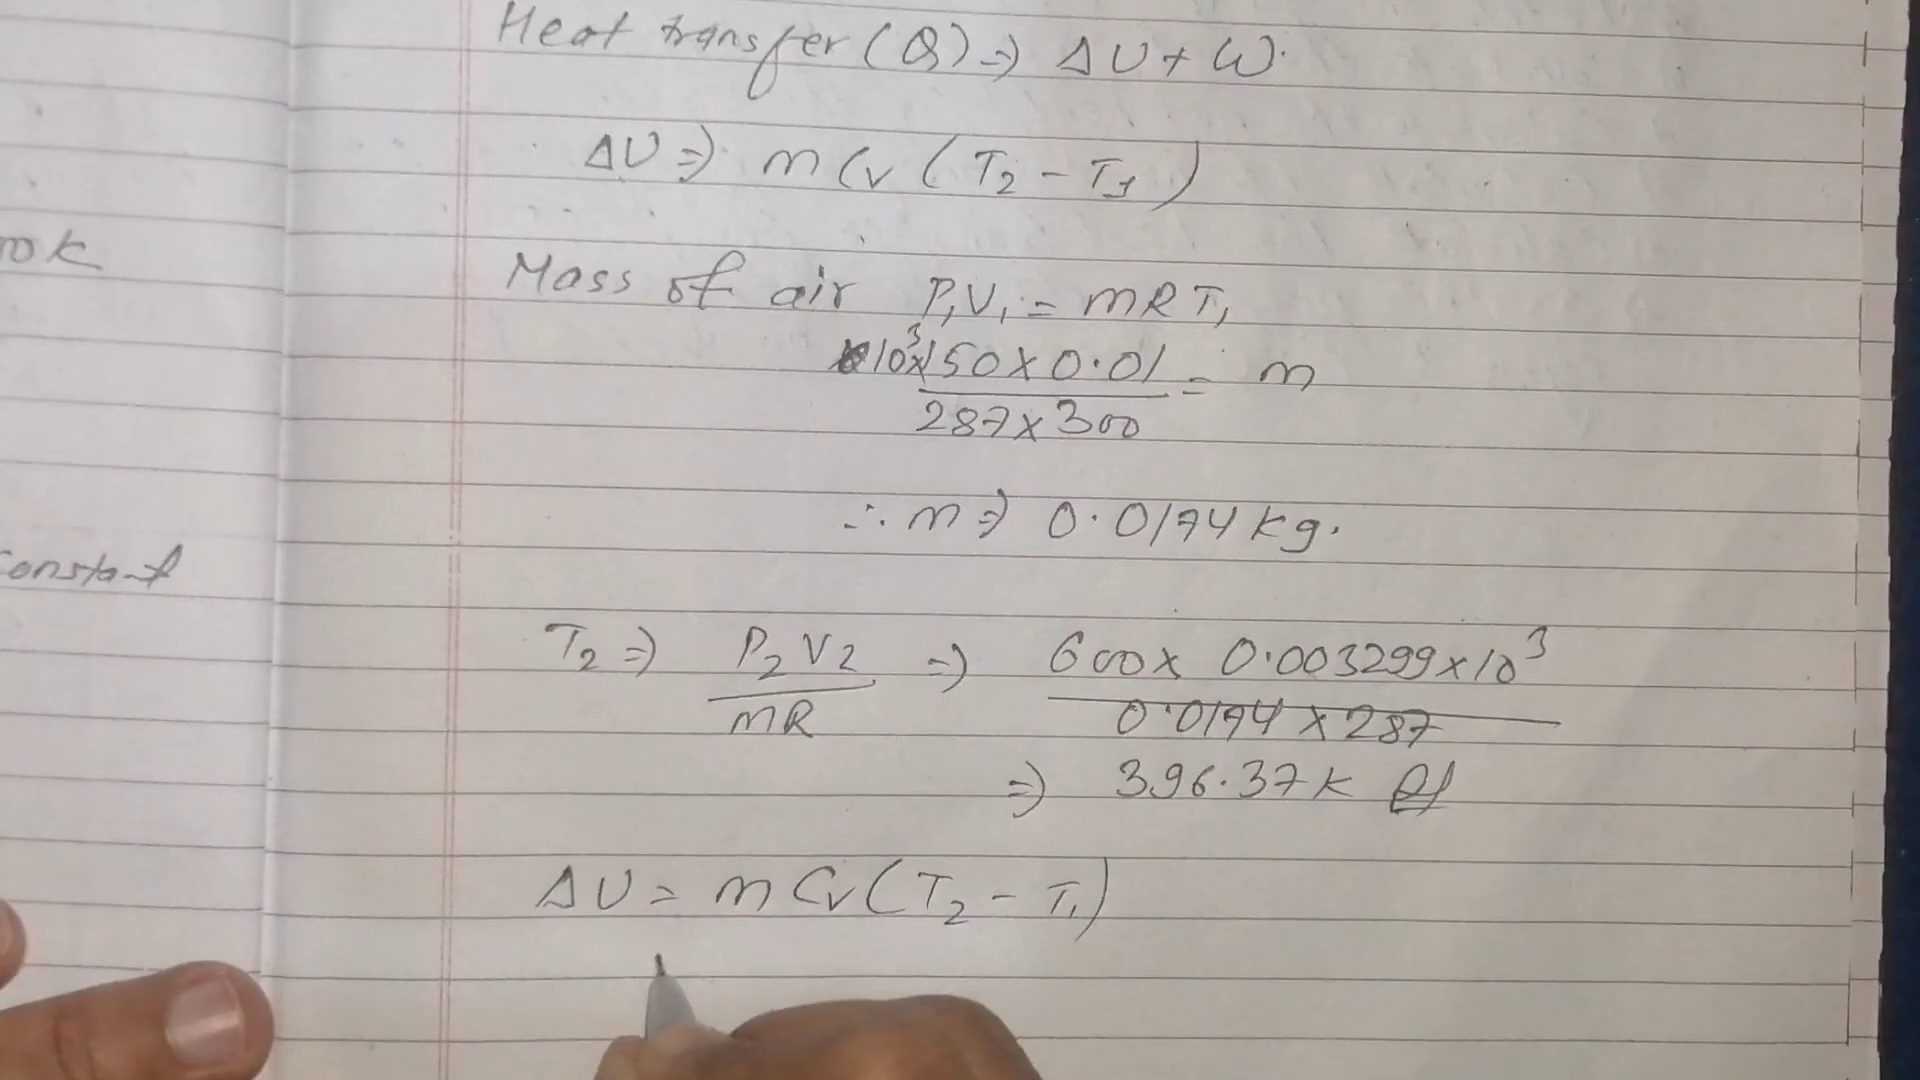 Heat transfer (Q) ⇒ ΔU + W.
ΔU ⇒ m Cv (T₂ - T₁)
Mass of air P₁V₁ = mRT₁
10³×150 × 0.01 = m
287 × 300
∴ m ⇒ 0.0174 kg.
T₂ ⇒ P₂V₂ ⇒ 600 × 0.003299 × 10³
mR 0.0174 × 287
⇒ 396.37 K
ΔU = m Cv (T₂ - T₁)
constant